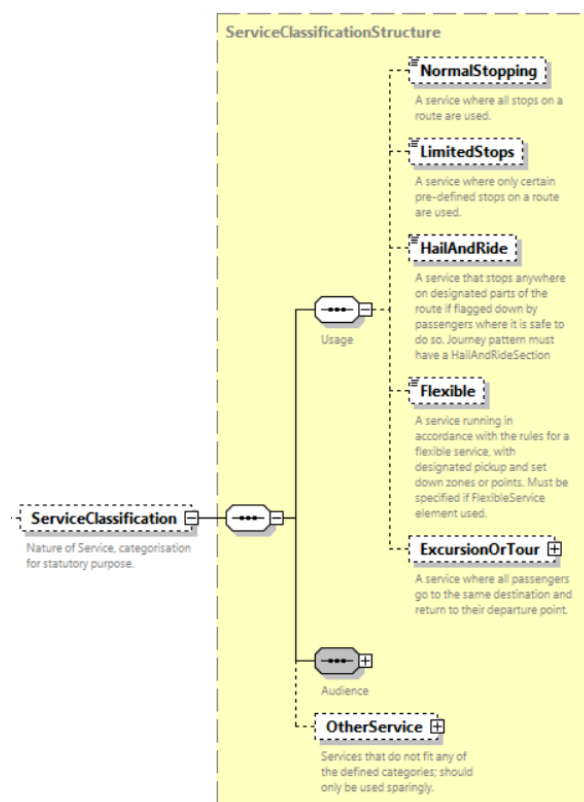 ServiceClassificationStructure
NormalStopping
A service where all stops on a
route are used.
LimitedStops
A service where only certain
pre-defined stops on a route
are used.
HailAndRide
A service that stops anywhere
on designated parts of the
route if flagged down by
passengers where it is safe to
do so. Journey pattern must
have a HailAndRideSection
Usage
Flexible
A service running in
accordance with the rules for a
flexible service, with
designated pickup and set
down zones or points. Must be
specified if FlexibleService
element used.
ServiceClassification
Nature of Service, categorisation
for statutory purpose.
ExcursionOrTour
A service where all passengers
go to the same destination and
return to their departure point.
Audience
OtherService
Services that do not fit any of
the defined categories; should
only be used sparingly.